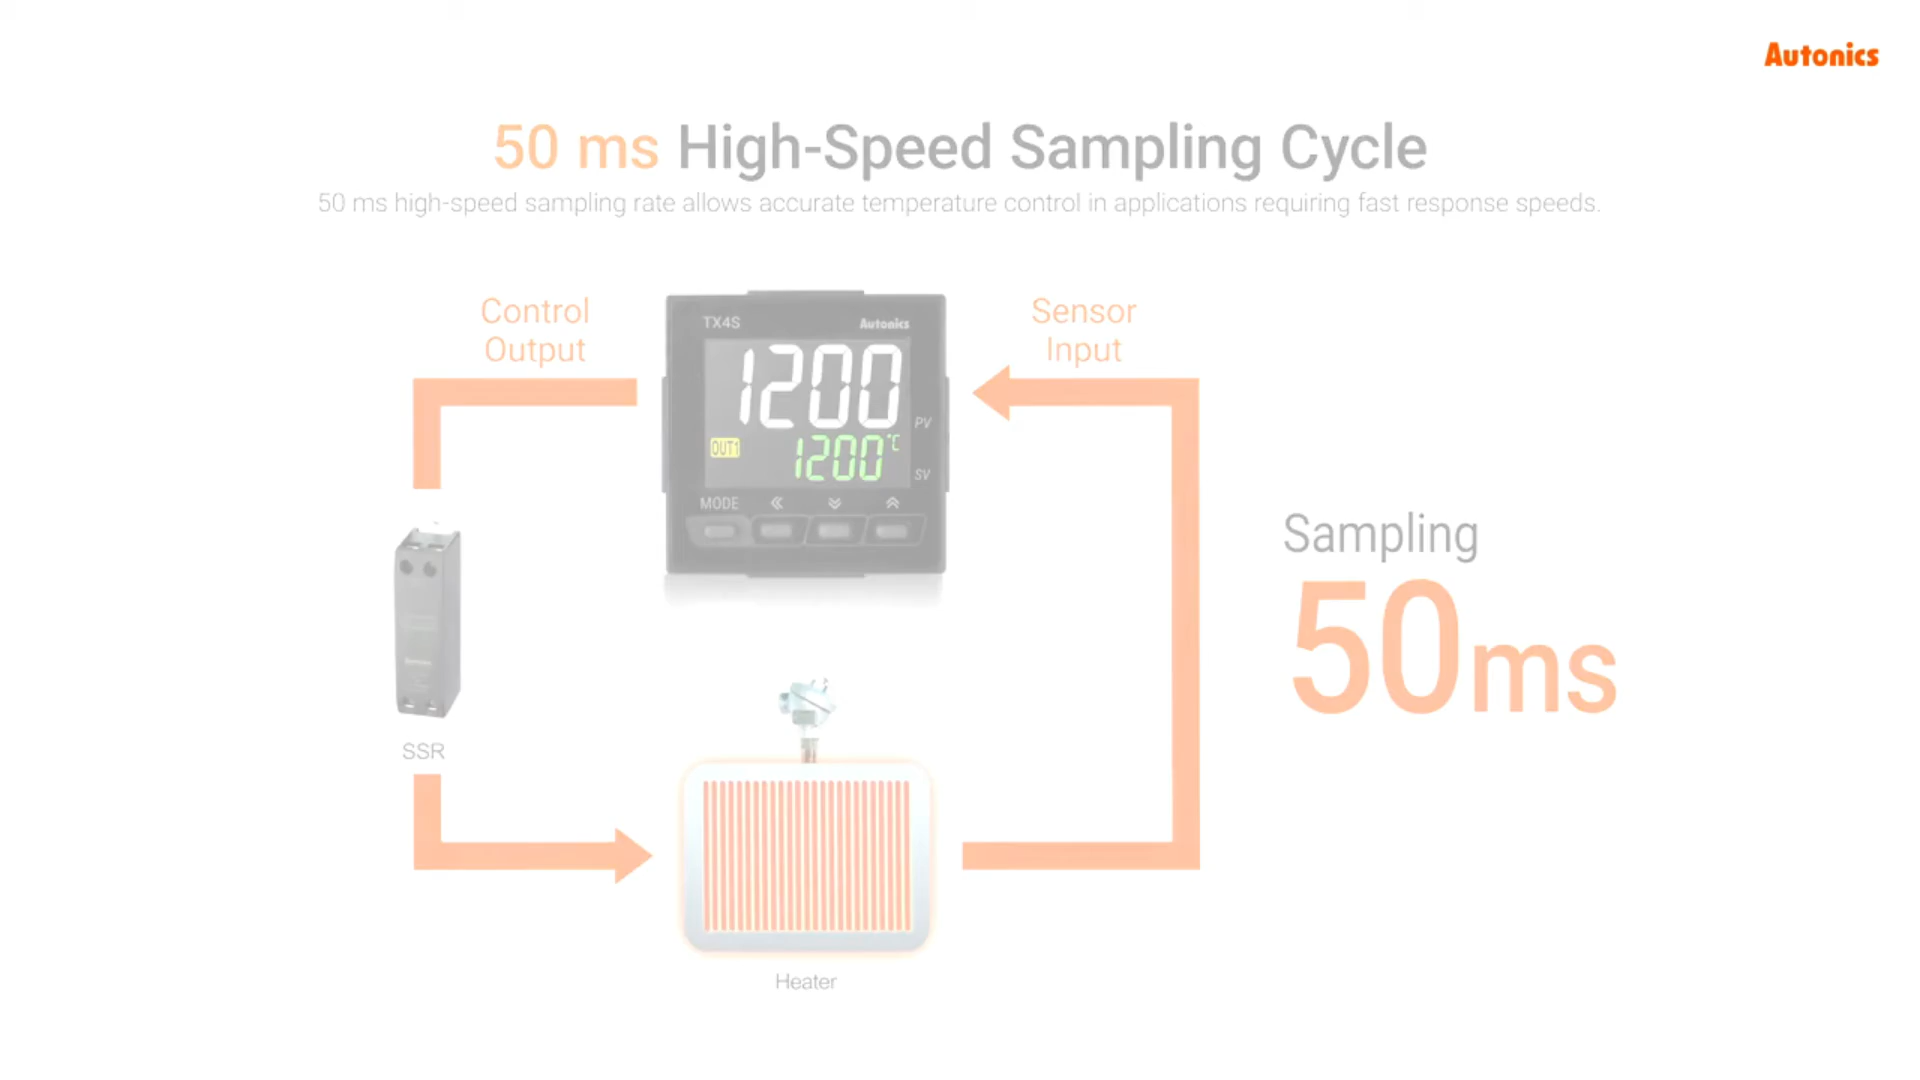 Autonics
50 ms High-Speed Sampling Cycle
50 ms high-speed sampling rate allows accurate temperature control in applications requiring fast response speeds.
Control
Output
Sensor
Input
TX4S Autonics
1200
PV
OUT1 1200 °C
SV
MODE
Sampling
50ms
SSR
Heater